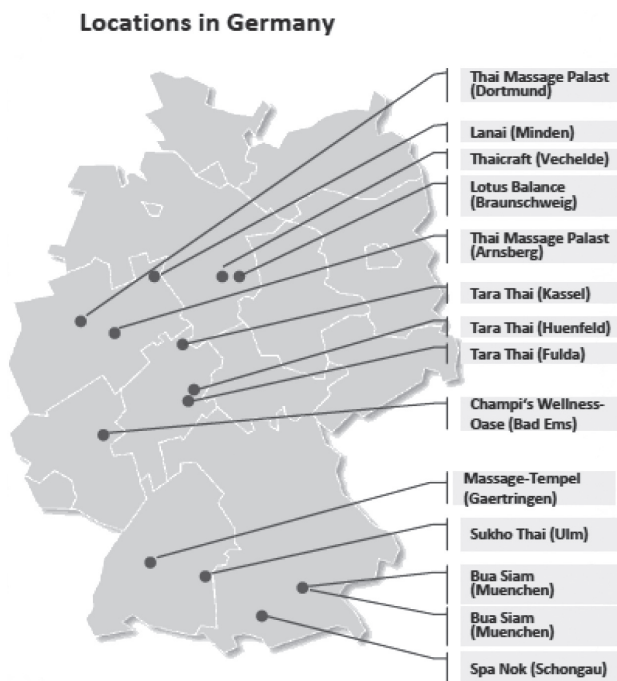 Locations in Germany
Thai Massage Palast
(Dortmund)
Lanai (Minden)
Thaicraft (Vechelde)
Lotus Balance
(Braunschweig)
Thai Massage Palast
(Arnsberg)
Tara Thai (Kassel)
Tara Thai (Huenfeld)
Tara Thai (Fulda)
Champi‘s Wellness-
Oase (Bad Ems)
Massage-Tempel
(Gaertringen)
Sukho Thai (Ulm)
Bua Siam
(Muenchen)
Bua Siam
(Muenchen)
Spa Nok (Schongau)